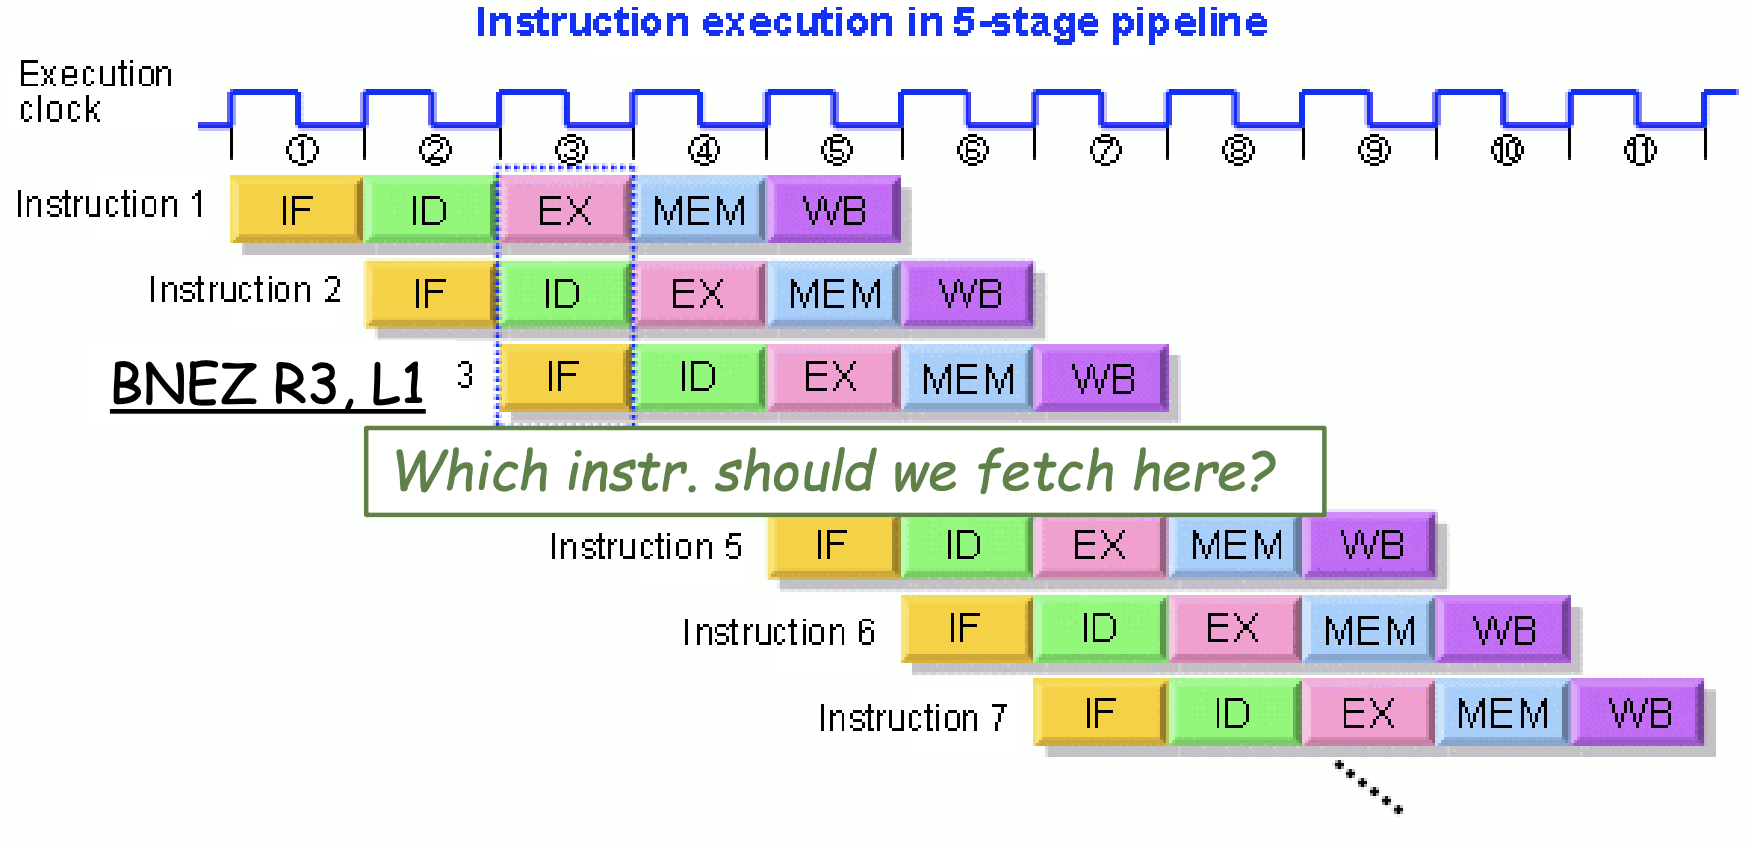 Instruction execution in 5-stage pipeline
Execution
clock
① ② ③ ④ ⑤ ⑥ ⑦ ⑧ ⑨ ⑩ ⑪
Instruction 1 IF ID EX MEM WB
Instruction 2 IF ID EX MEM WB
BNEZ R3, L1 3 IF ID EX MEM WB
Which instr. should we fetch here?
Instruction 5 IF ID EX MEM WB
Instruction 6 IF ID EX MEM WB
Instruction 7 IF ID EX MEM WB